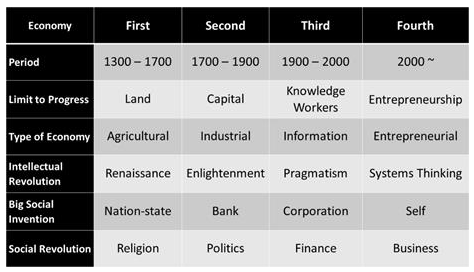 Economy First Second Third Fourth
Period 1300 – 1700 1700 – 1900 1900 – 2000 2000 ~
Limit to Progress Land Capital Knowledge Workers Entrepreneurship
Type of Economy Agricultural Industrial Information Entrepreneurial
Intellectual Revolution Renaissance Enlightenment Pragmatism Systems Thinking
Big Social Invention Nation-state Bank Corporation Self
Social Revolution Religion Politics Finance Business